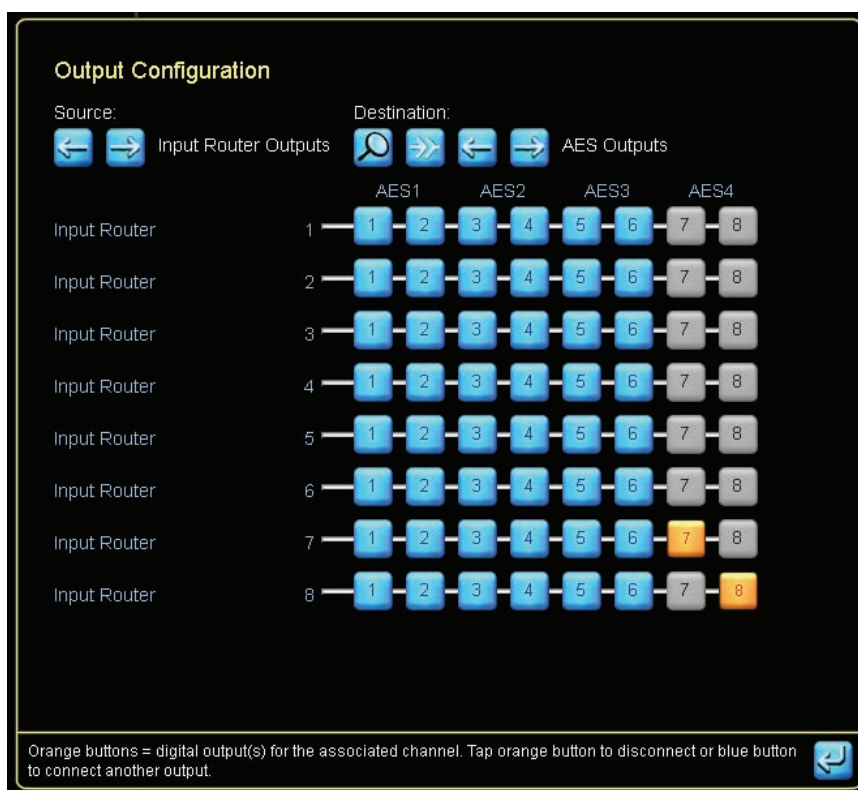 Output Configuration
Source: Destination:
Input Router Outputs AES Outputs
AES1 AES2 AES3 AES4
Input Router 1 1 2 3 4 5 6 7 8
Input Router 2 1 2 3 4 5 6 7 8
Input Router 3 1 2 3 4 5 6 7 8
Input Router 4 1 2 3 4 5 6 7 8
Input Router 5 1 2 3 4 5 6 7 8
Input Router 6 1 2 3 4 5 6 7 8
Input Router 7 1 2 3 4 5 6 7 8
Input Router 8 1 2 3 4 5 6 7 8
Orange buttons = digital output(s) for the associated channel. Tap orange button to disconnect or blue button
to connect another output.